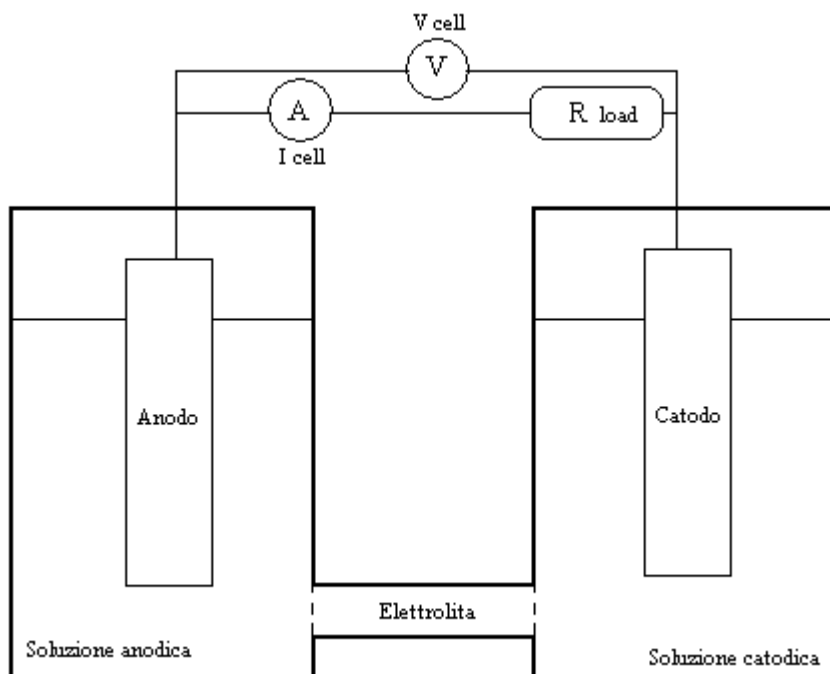 V cell
V
A
R load
I cell
Anodo
Catodo
Elettrolita
Soluzione anodica
Soluzione catodica